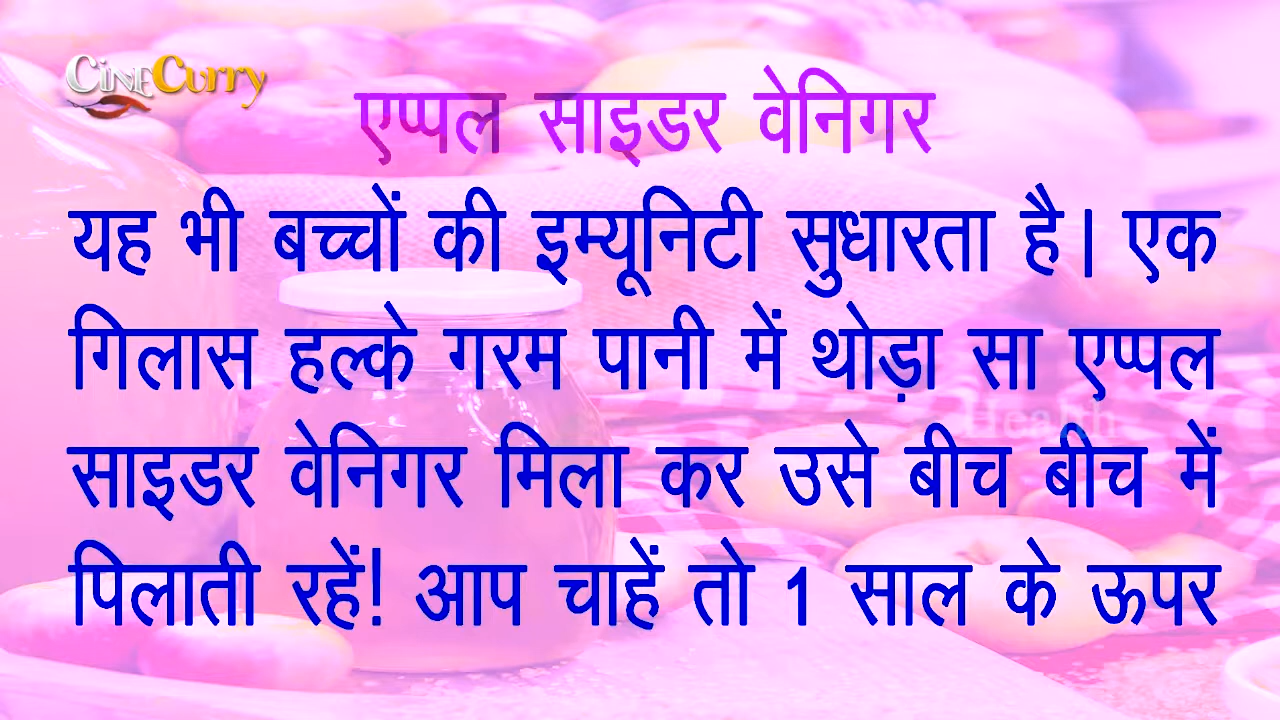 CineCurry
एप्पल साइडर वेनिगर
यह भी बच्चों की इम्यूनिटी सुधारता है। एक
गिलास हल्के गरम पानी में थोड़ा सा एप्पल
Health
साइडर वेनिगर मिला कर उसे बीच बीच में
पिलाती रहें! आप चाहें तो 1 साल के ऊपर